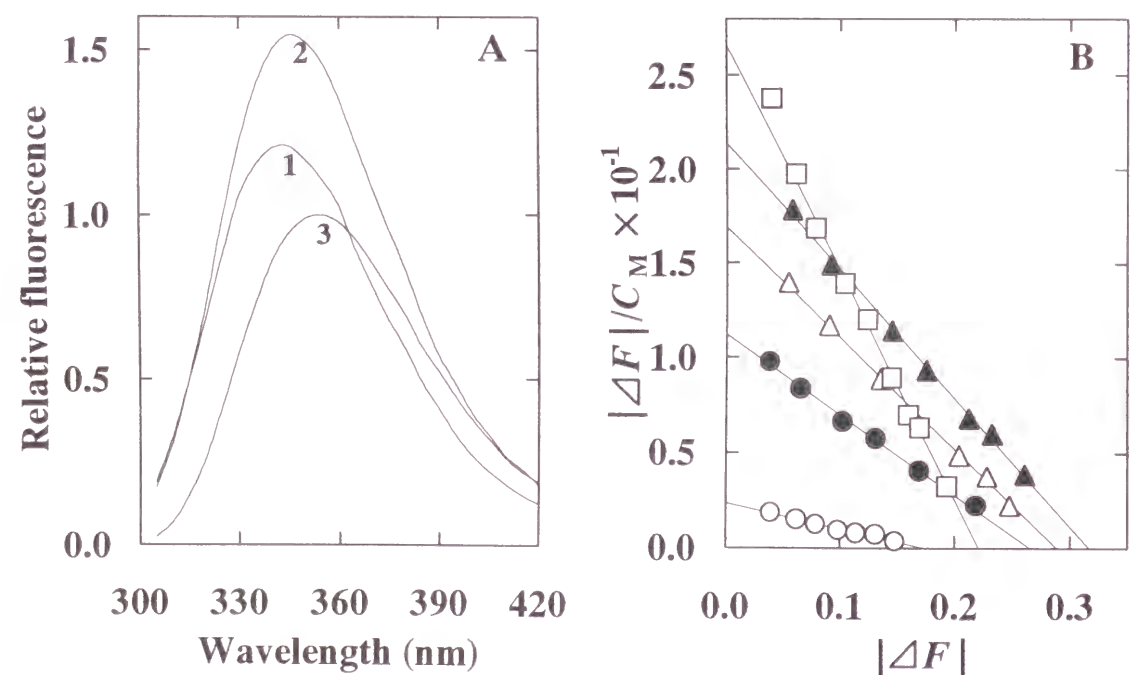 A
Relative fluorescence
1.5
1.0
0.5
0.0
2
1
3
300 330 360 390 420
Wavelength (nm)
B
|ΔF|/C_M ×10⁻¹
2.5
2.0
1.5
1.0
0.5
0.0
0.0 0.1 0.2 0.3
|ΔF|